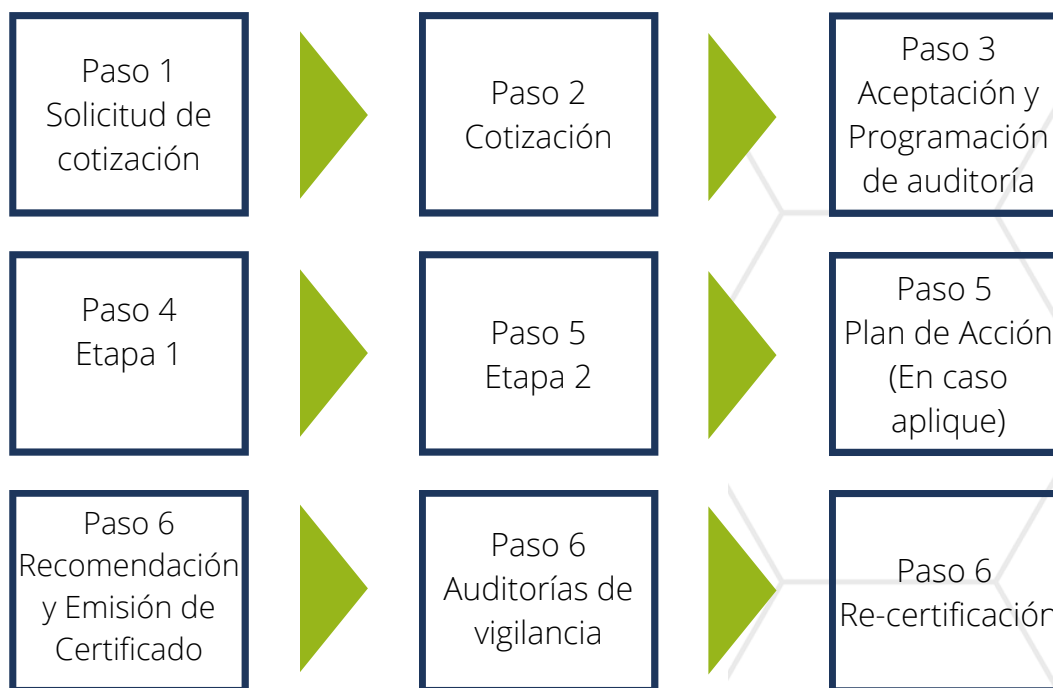 Paso 1
Solicitud de
cotización
Paso 2
Cotización
Paso 3
Aceptación y
Programación
de auditoría
Paso 4
Etapa 1
Paso 5
Etapa 2
Paso 5
Plan de Acción
(En caso
aplique)
Paso 6
Recomendación
y Emisión de
Certificado
Paso 6
Auditorías de
vigilancia
Paso 6
Re-certificación